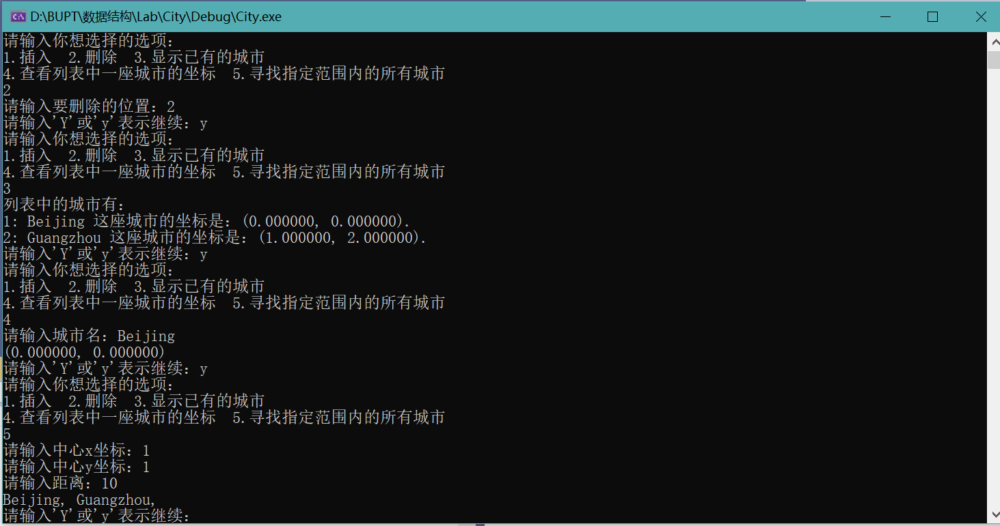 D:\BUPT\数据结构\Lab\City\Debug\City.exe
请输入你想选择的选项：
1.插入  2.删除  3.显示已有的城市
4.查看列表中一座城市的坐标  5.寻找指定范围内的所有城市
2
请输入要删除的位置：2
请输入'Y'或'y'表示继续：y
请输入你想选择的选项：
1.插入  2.删除  3.显示已有的城市
4.查看列表中一座城市的坐标  5.寻找指定范围内的所有城市
3
列表中的城市有：
1: Beijing 这座城市的坐标是：(0.000000, 0.000000).
2: Guangzhou 这座城市的坐标是：(1.000000, 2.000000).
请输入'Y'或'y'表示继续：y
请输入你想选择的选项：
1.插入  2.删除  3.显示已有的城市
4.查看列表中一座城市的坐标  5.寻找指定范围内的所有城市
4
请输入城市名：Beijing
(0.000000, 0.000000)
请输入'Y'或'y'表示继续：y
请输入你想选择的选项：
1.插入  2.删除  3.显示已有的城市
4.查看列表中一座城市的坐标  5.寻找指定范围内的所有城市
5
请输入中心x坐标：1
请输入中心y坐标：1
请输入距离：10
Beijing, Guangzhou,
请输入'Y'或'y'表示继续：